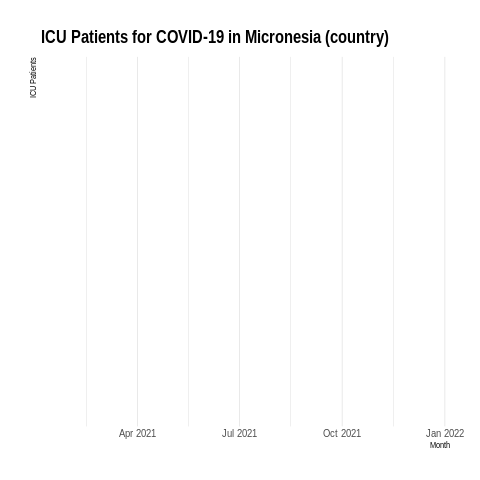 ICU Patients for COVID-19 in Micronesia (country)
ICU Patients
Apr 2021
Jul 2021
Oct 2021
Jan 2022
Month